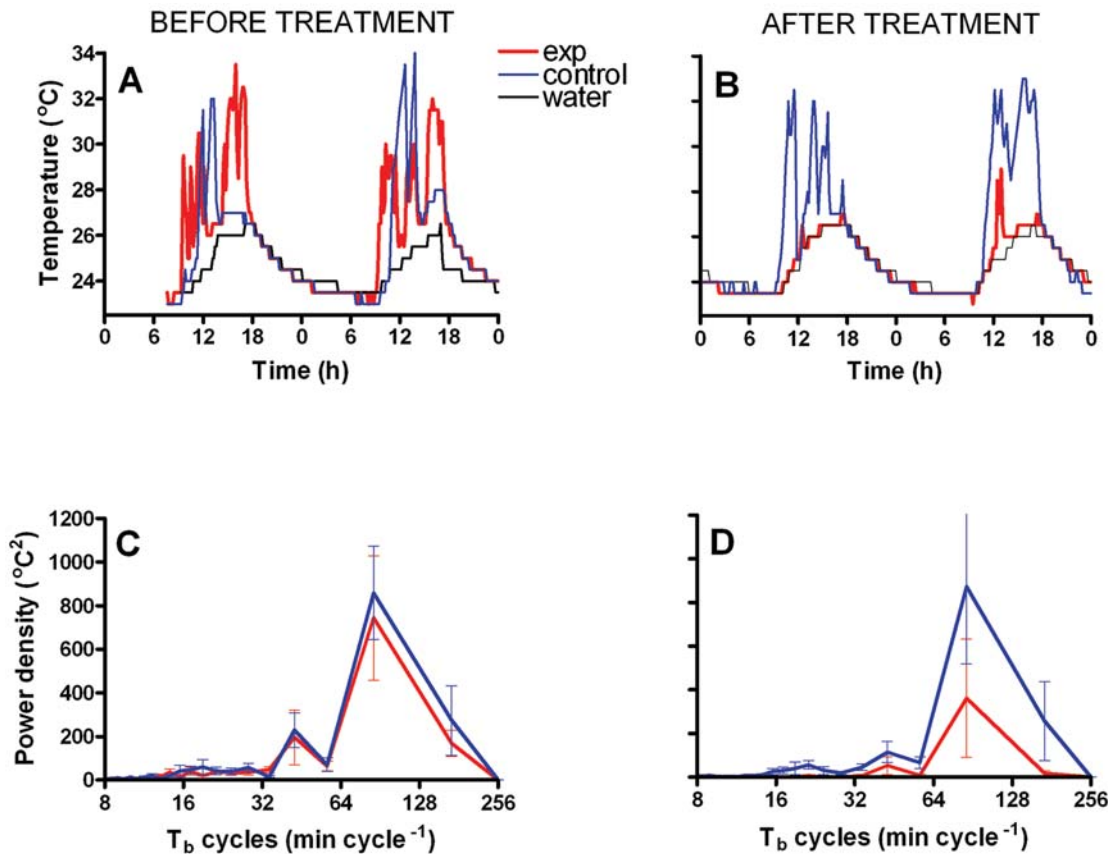 BEFORE TREATMENT
AFTER TREATMENT
A
exp
control
water
B
Temperature (°C)
34
32
30
28
26
24
0 6 12 18 0 6 12 18 0
Time (h)
0 6 12 18 0 6 12 18 0
Time (h)
C
D
Power density (°C²)
1200
1000
800
600
400
200
0
8 16 32 64 128 256
T_b cycles (min cycle⁻¹)
8 16 32 64 128 256
T_b cycles (min cycle⁻¹)